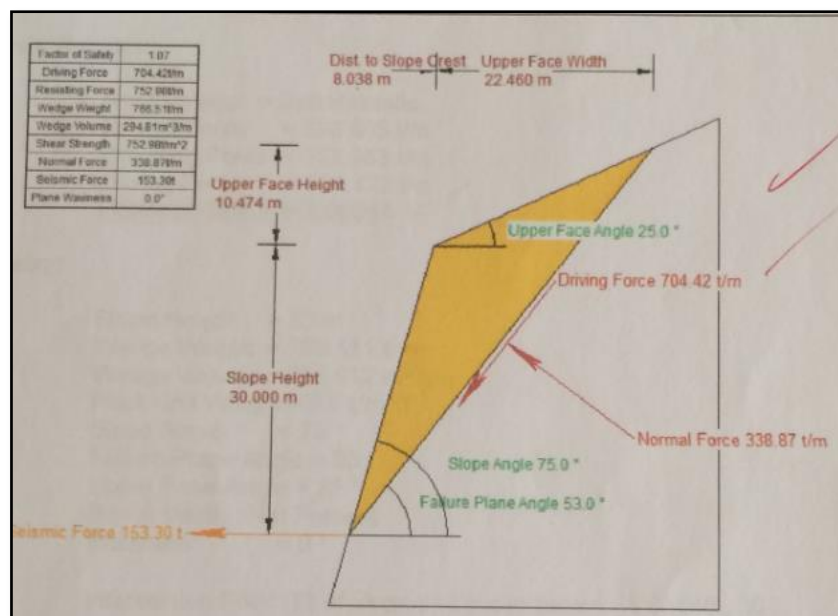 Factor of Safety 1.07
Driving Force 704.42t/m
Resisting Force 752.98t/m
Wedge Weight 766.51t/m
Wedge Volume 294.81m^3/m
Shear Strength 752.98t/m^2
Normal Force 338.87t/m
Seismic Force 153.30t
Plane Waviness 0.0°
Dist. to Slope Crest
8.038 m
Upper Face Width
22.460 m
Upper Face Height
10.474 m
Upper Face Angle 25.0 °
Driving Force 704.42 t/m
Slope Height
30.000 m
Normal Force 338.87 t/m
Slope Angle 75.0 °
Failure Plane Angle 53.0 °
Seismic Force 153.30 t